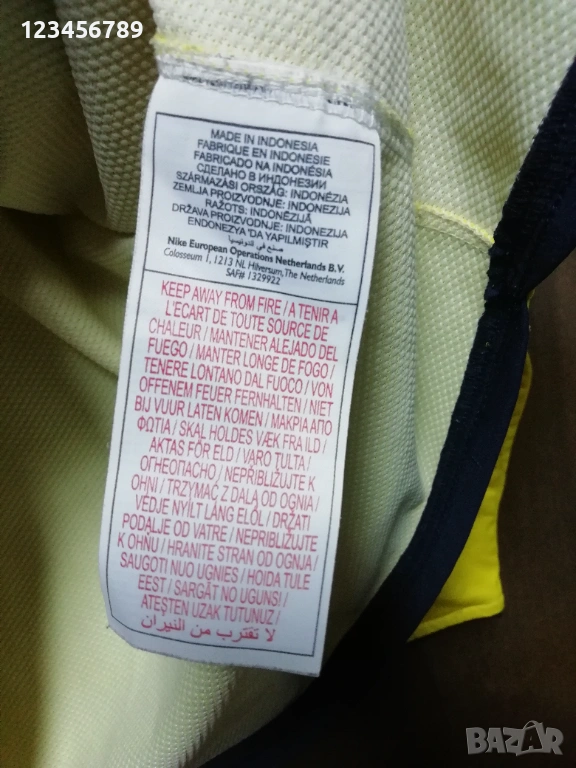 123456789
MADE IN INDONESIA
FABRIQUE EN INDONESIE
FABRICADO NA INDONÉSIA
СДЕЛАНО В ИНДОНЕЗИИ
SZÁRMAZÁSI ORSZÁG: INDONÉZIA
ZEMLJA PROIZVODNJE: INDONEZIJA
RAŽOTS: INDONĒZIJĀ
DRŽAVA PROIZVODNJE: INDONEZIJA
ENDONEZYA'DA YAPILMIŞTIR
صنع في اندونيسيا
Nike European Operations Netherlands B.V.
Colosseum 1, 1213 NL Hilversum, The Netherlands
SAF# 1329922
KEEP AWAY FROM FIRE / A TENIR A
L'ECART DE TOUTE SOURCE DE
CHALEUR / MANTENER ALEJADO DEL
FUEGO / MANTER LONGE DE FOGO /
TENERE LONTANO DAL FUOCO / VON
OFFENEM FEUER FERNHALTEN / NIET
BIJ VUUR LATEN KOMEN / ΜΑΚΡΙΑ ΑΠΟ
ΦΩΤΙΑ / SKAL HOLDES VÆK FRA ILD /
AKTAS FÖR ELD / VARO TULTA /
ОГНЕОПАСНО / NEPŘIBLIŽUJTE K
OHNI / TRZYMAĆ Z DALA OD OGNIA /
VÉDJE NYÍLT LÁNG ELŐL / DRŽATI
PODALJE OD VATRE / NEPRIBLIŽUJTE
K OHŇU / HRANITE STRAN OD OGNJA /
SAUGOTI NUO UGNIES / HOIDA TULE
EEST / SARGĀT NO UGUNS /
ATEŞTEN UZAK TUTUNUZ /
لا تقترب من النيران
BAZAR